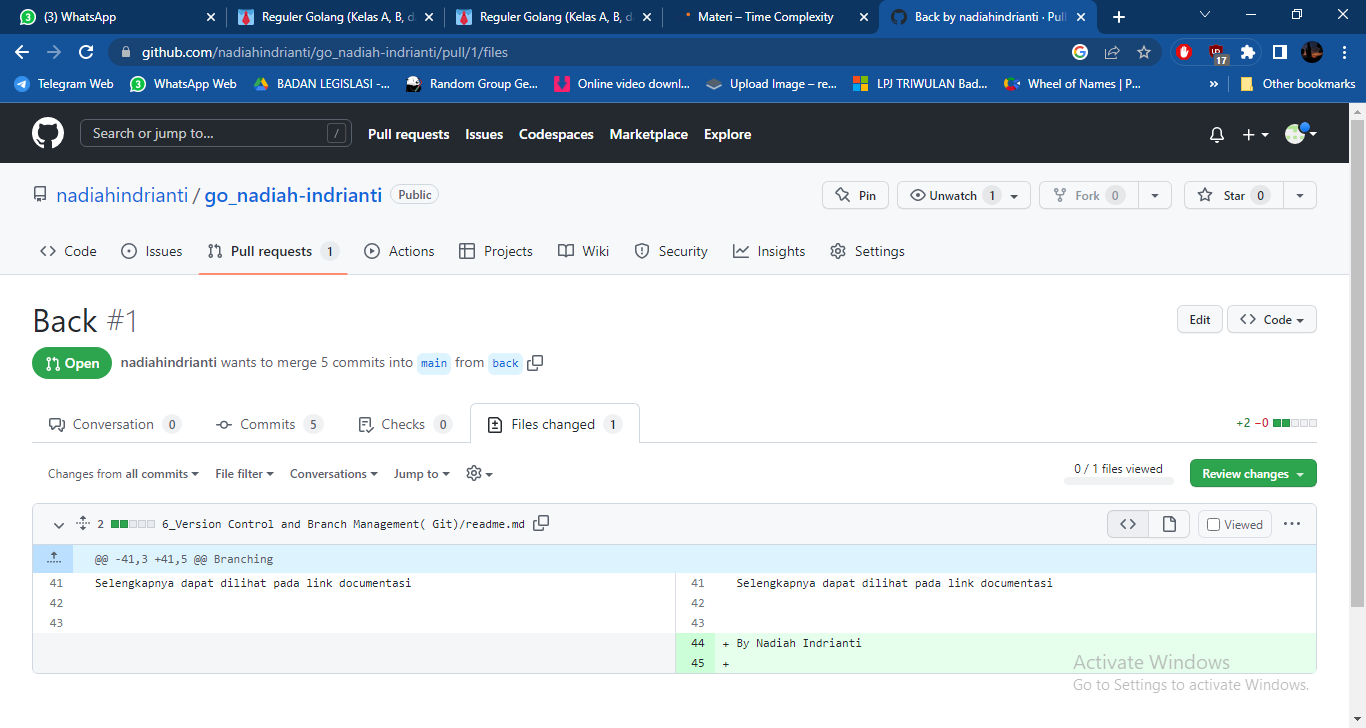 (3) WhatsApp
Reguler Golang (Kelas A, B, d
Reguler Golang (Kelas A, B, d
Materi – Time Complexity
Back by nadiahindrianti · Pull
github.com/nadiahindrianti/go_nadiah-indrianti/pull/1/files
17
Telegram Web
WhatsApp Web
BADAN LEGISLASI -...
Random Group Ge...
Online video downl...
Upload Image – re...
LPJ TRIWULAN Bad...
Wheel of Names | P...
»
Other bookmarks
Search or jump to...
/
Pull requests
Issues
Codespaces
Marketplace
Explore
nadiahindrianti / go_nadiah-indrianti
Public
Pin
Unwatch 1
Fork 0
Star 0
Code
Issues
Pull requests 1
Actions
Projects
Wiki
Security
Insights
Settings
Back #1
Edit
Code
Open
nadiahindrianti wants to merge 5 commits into main from back
Conversation 0
Commits 5
Checks 0
Files changed 1
+2 −0
Changes from all commits
File filter
Conversations
Jump to
0 / 1 files viewed
Review changes
2
6_Version Control and Branch Management( Git)/readme.md
Viewed
@@ -41,3 +41,5 @@ Branching
41 Selengkapnya dapat dilihat pada link documentasi
41 Selengkapnya dapat dilihat pada link documentasi
42
42
43
43
44 + By Nadiah Indrianti
45 +
Activate Windows
Go to Settings to activate Windows.